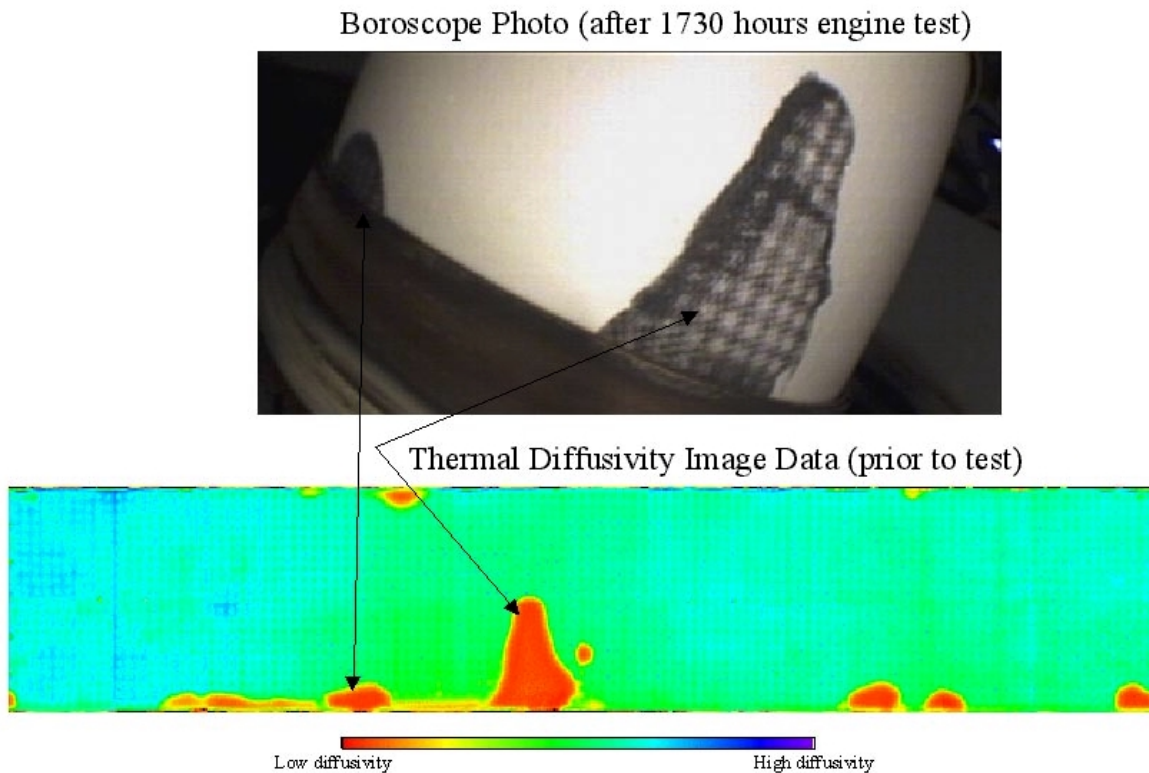 Boroscope Photo (after 1730 hours engine test)
Thermal Diffusivity Image Data (prior to test)
Low diffusivity
High diffusivity